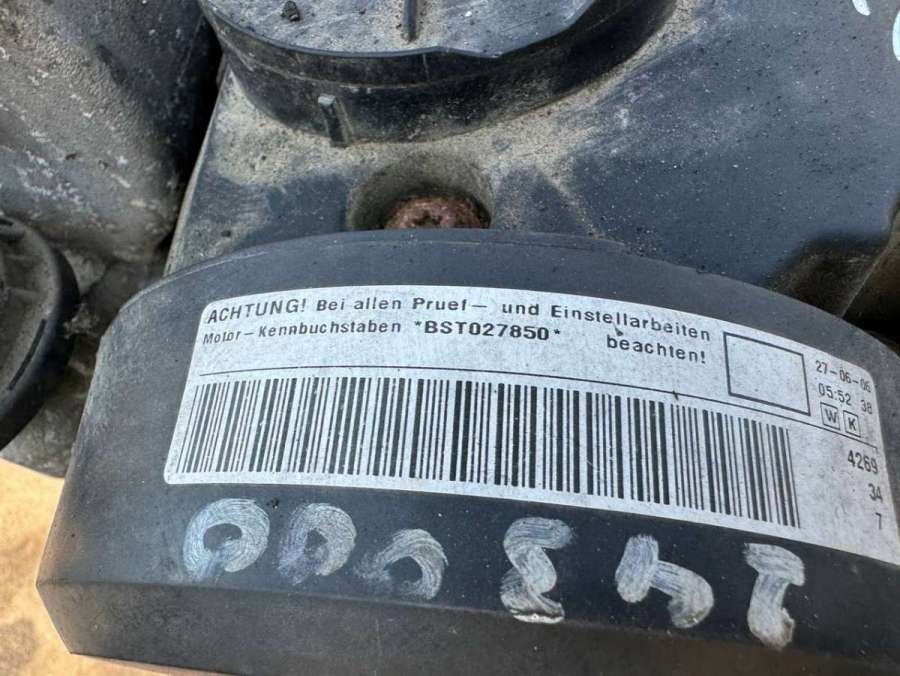 ACHTUNG! Bei allen Pruef- und Einstellarbeiten
Motor-Kennbuchstaben *BST027850* beachten!
27-06-06
05:52 38
W K
4269
34
7